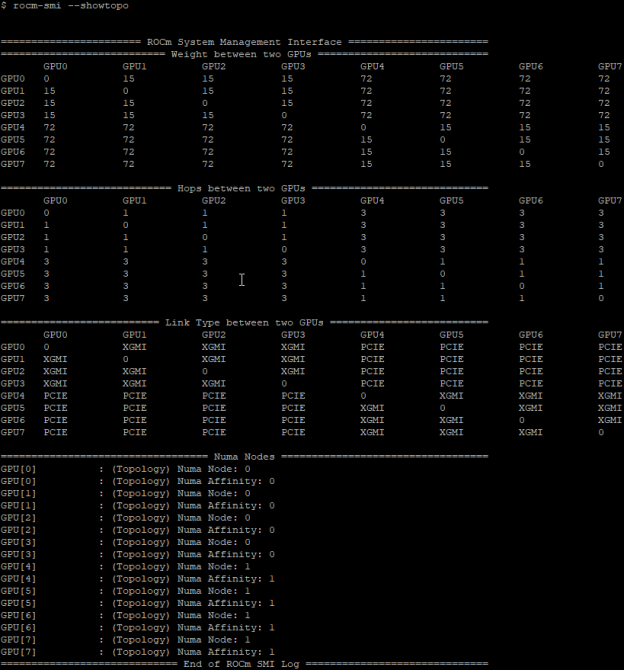 $ rocm-smi --showtopo
======================= ROCm System Management Interface =======================
=========================== Weight between two GPUs ============================
GPU0 GPU1 GPU2 GPU3 GPU4 GPU5 GPU6 GPU7
GPU0 0 15 15 15 72 72 72 72
GPU1 15 0 15 15 72 72 72 72
GPU2 15 15 0 15 72 72 72 72
GPU3 15 15 15 0 72 72 72 72
GPU4 72 72 72 72 0 15 15 15
GPU5 72 72 72 72 15 0 15 15
GPU6 72 72 72 72 15 15 0 15
GPU7 72 72 72 72 15 15 15 0
============================ Hops between two GPUs =============================
GPU0 GPU1 GPU2 GPU3 GPU4 GPU5 GPU6 GPU7
GPU0 0 1 1 1 3 3 3 3
GPU1 1 0 1 1 3 3 3 3
GPU2 1 1 0 1 3 3 3 3
GPU3 1 1 1 0 3 3 3 3
GPU4 3 3 3 3 0 1 1 1
GPU5 3 3 3 3 1 0 1 1
GPU6 3 3 3 3 1 1 0 1
GPU7 3 3 3 3 1 1 1 0
========================== Link Type between two GPUs ==========================
GPU0 GPU1 GPU2 GPU3 GPU4 GPU5 GPU6 GPU7
GPU0 0 XGMI XGMI XGMI PCIE PCIE PCIE PCIE
GPU1 XGMI 0 XGMI XGMI PCIE PCIE PCIE PCIE
GPU2 XGMI XGMI 0 XGMI PCIE PCIE PCIE PCIE
GPU3 XGMI XGMI XGMI 0 PCIE PCIE PCIE PCIE
GPU4 PCIE PCIE PCIE PCIE 0 XGMI XGMI XGMI
GPU5 PCIE PCIE PCIE PCIE XGMI 0 XGMI XGMI
GPU6 PCIE PCIE PCIE PCIE XGMI XGMI 0 XGMI
GPU7 PCIE PCIE PCIE PCIE XGMI XGMI XGMI 0
================================== Numa Nodes ==================================
GPU[0] : (Topology) Numa Node: 0
GPU[0] : (Topology) Numa Affinity: 0
GPU[1] : (Topology) Numa Node: 0
GPU[1] : (Topology) Numa Affinity: 0
GPU[2] : (Topology) Numa Node: 0
GPU[2] : (Topology) Numa Affinity: 0
GPU[3] : (Topology) Numa Node: 0
GPU[3] : (Topology) Numa Affinity: 0
GPU[4] : (Topology) Numa Node: 1
GPU[4] : (Topology) Numa Affinity: 1
GPU[5] : (Topology) Numa Node: 1
GPU[5] : (Topology) Numa Affinity: 1
GPU[6] : (Topology) Numa Node: 1
GPU[6] : (Topology) Numa Affinity: 1
GPU[7] : (Topology) Numa Node: 1
GPU[7] : (Topology) Numa Affinity: 1
============================= End of ROCm SMI Log ==============================